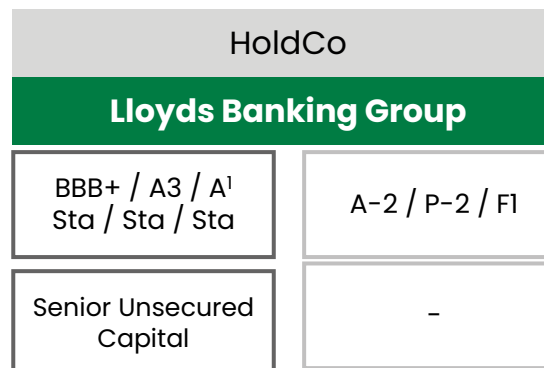 HoldCo
Lloyds Banking Group
BBB+ / A3 / A¹
Sta / Sta / Sta
A-2 / P-2 / F1
Senior Unsecured
Capital
-